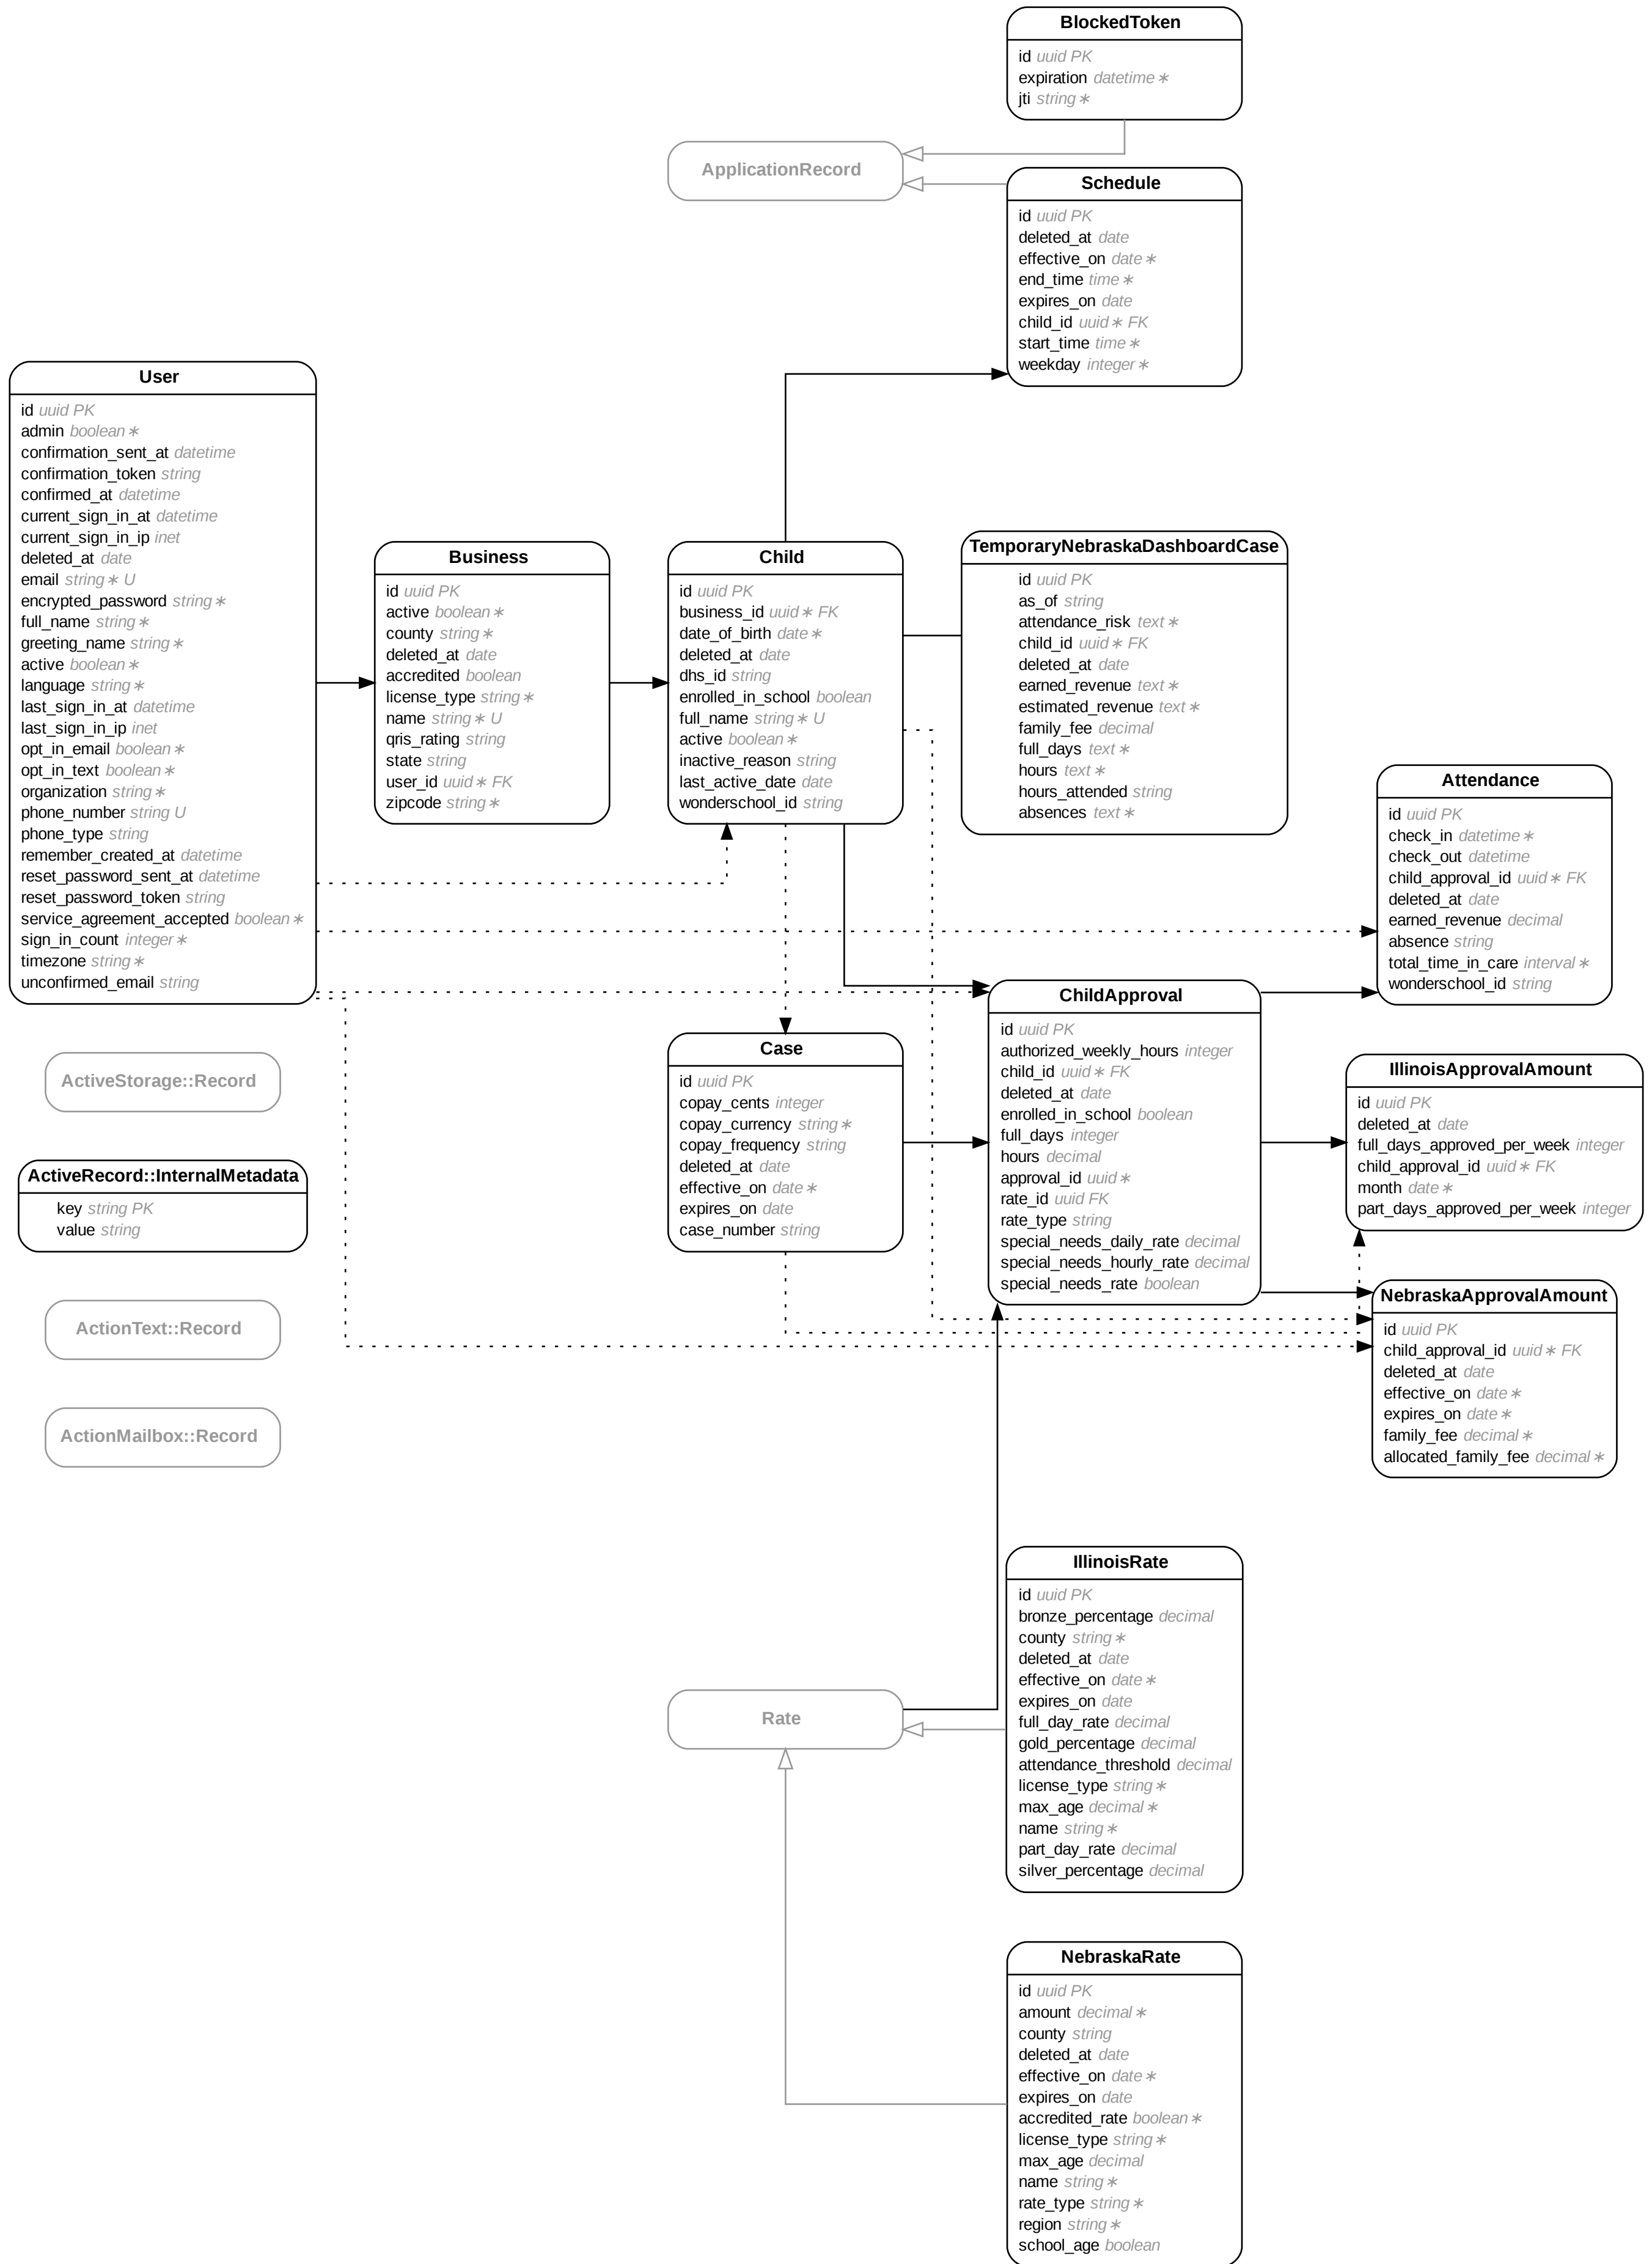 BlockedToken
id uuid PK
expiration datetime ∗
jti string ∗
ApplicationRecord
Schedule
id uuid PK
deleted_at date
effective_on date ∗
end_time time ∗
expires_on date
child_id uuid ∗ FK
start_time time ∗
weekday integer ∗
User
id uuid PK
admin boolean ∗
confirmation_sent_at datetime
confirmation_token string
confirmed_at datetime
current_sign_in_at datetime
current_sign_in_ip inet
deleted_at date
email string ∗ U
encrypted_password string ∗
full_name string ∗
greeting_name string ∗
active boolean ∗
language string ∗
last_sign_in_at datetime
last_sign_in_ip inet
opt_in_email boolean ∗
opt_in_text boolean ∗
organization string ∗
phone_number string U
phone_type string
remember_created_at datetime
reset_password_sent_at datetime
reset_password_token string
service_agreement_accepted boolean ∗
sign_in_count integer ∗
timezone string ∗
unconfirmed_email string
Business
id uuid PK
active boolean ∗
county string ∗
deleted_at date
accredited boolean
license_type string ∗
name string ∗ U
qris_rating string
state string
user_id uuid ∗ FK
zipcode string ∗
Child
id uuid PK
business_id uuid ∗ FK
date_of_birth date ∗
deleted_at date
dhs_id string
enrolled_in_school boolean
full_name string ∗ U
active boolean ∗
inactive_reason string
last_active_date date
wonderschool_id string
TemporaryNebraskaDashboardCase
id uuid PK
as_of string
attendance_risk text ∗
child_id uuid ∗ FK
deleted_at date
earned_revenue text ∗
estimated_revenue text ∗
family_fee decimal
full_days text ∗
hours text ∗
hours_attended string
absences text ∗
Attendance
id uuid PK
check_in datetime ∗
check_out datetime
child_approval_id uuid ∗ FK
deleted_at date
earned_revenue decimal
absence string
total_time_in_care interval ∗
wonderschool_id string
ChildApproval
id uuid PK
authorized_weekly_hours integer
child_id uuid ∗ FK
deleted_at date
enrolled_in_school boolean
full_days integer
hours decimal
approval_id uuid ∗
rate_id uuid FK
rate_type string
special_needs_daily_rate decimal
special_needs_hourly_rate decimal
special_needs_rate boolean
Case
id uuid PK
copay_cents integer
copay_currency string ∗
copay_frequency string
deleted_at date
effective_on date ∗
expires_on date
case_number string
IllinoisApprovalAmount
id uuid PK
deleted_at date
full_days_approved_per_week integer
child_approval_id uuid ∗ FK
month date ∗
part_days_approved_per_week integer
NebraskaApprovalAmount
id uuid PK
child_approval_id uuid ∗ FK
deleted_at date
effective_on date ∗
expires_on date ∗
family_fee decimal ∗
allocated_family_fee decimal ∗
ActiveStorage::Record
ActiveRecord::InternalMetadata
key string PK
value string
ActionText::Record
ActionMailbox::Record
IllinoisRate
id uuid PK
bronze_percentage decimal
county string ∗
deleted_at date
effective_on date ∗
expires_on date
full_day_rate decimal
gold_percentage decimal
attendance_threshold decimal
license_type string ∗
max_age decimal ∗
name string ∗
part_day_rate decimal
silver_percentage decimal
Rate
NebraskaRate
id uuid PK
amount decimal ∗
county string
deleted_at date
effective_on date ∗
expires_on date
accredited_rate boolean ∗
license_type string ∗
max_age decimal
name string ∗
rate_type string ∗
region string ∗
school_age boolean